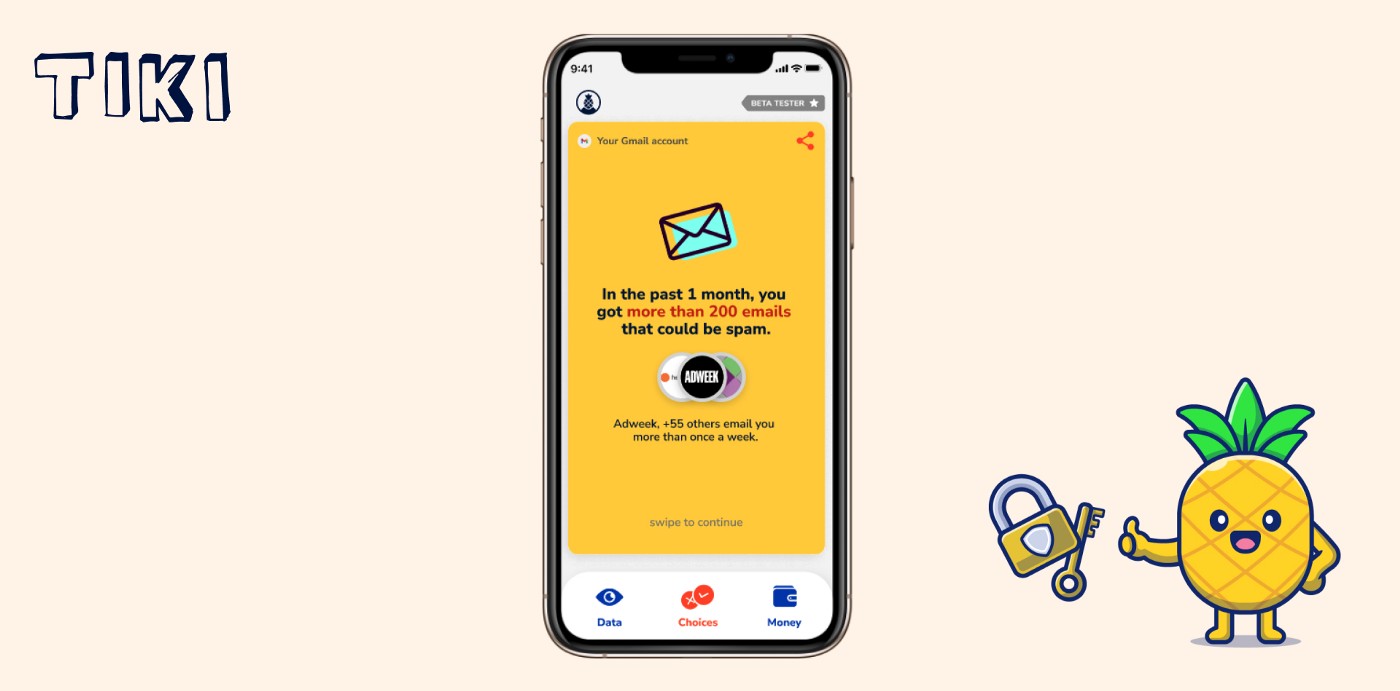 TIKI
9:41
BETA TESTER
Your Gmail account
In the past 1 month, you
got more than 200 emails
that could be spam.
ADWEEK
Adweek, +55 others email you
more than once a week.
swipe to continue
Data
Choices
Money